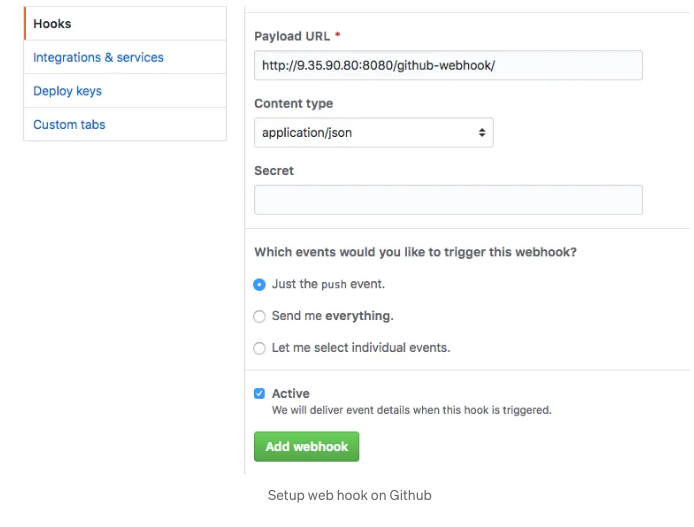 Hooks
Integrations & services
Deploy keys
Custom tabs
Payload URL *
http://9.35.90.80:8080/github-webhook/
Content type
application/json
Secret
Which events would you like to trigger this webhook?
Just the push event.
Send me everything.
Let me select individual events.
Active
We will deliver event details when this hook is triggered.
Add webhook
Setup web hook on Github